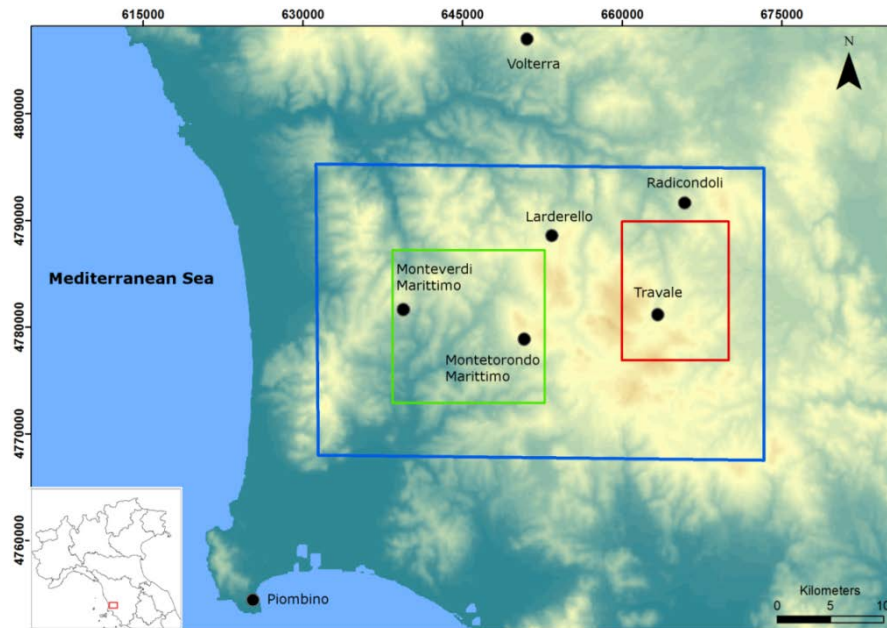 615000 630000 645000 660000 675000
N
Volterra
4800000
Radicondoli
4790000
Larderello
Mediterranean Sea
Monteverdi
Marittimo
Travale
4780000
Montetorondo
Marittimo
4770000
4760000
Kilometers
Piombino
0 5 10